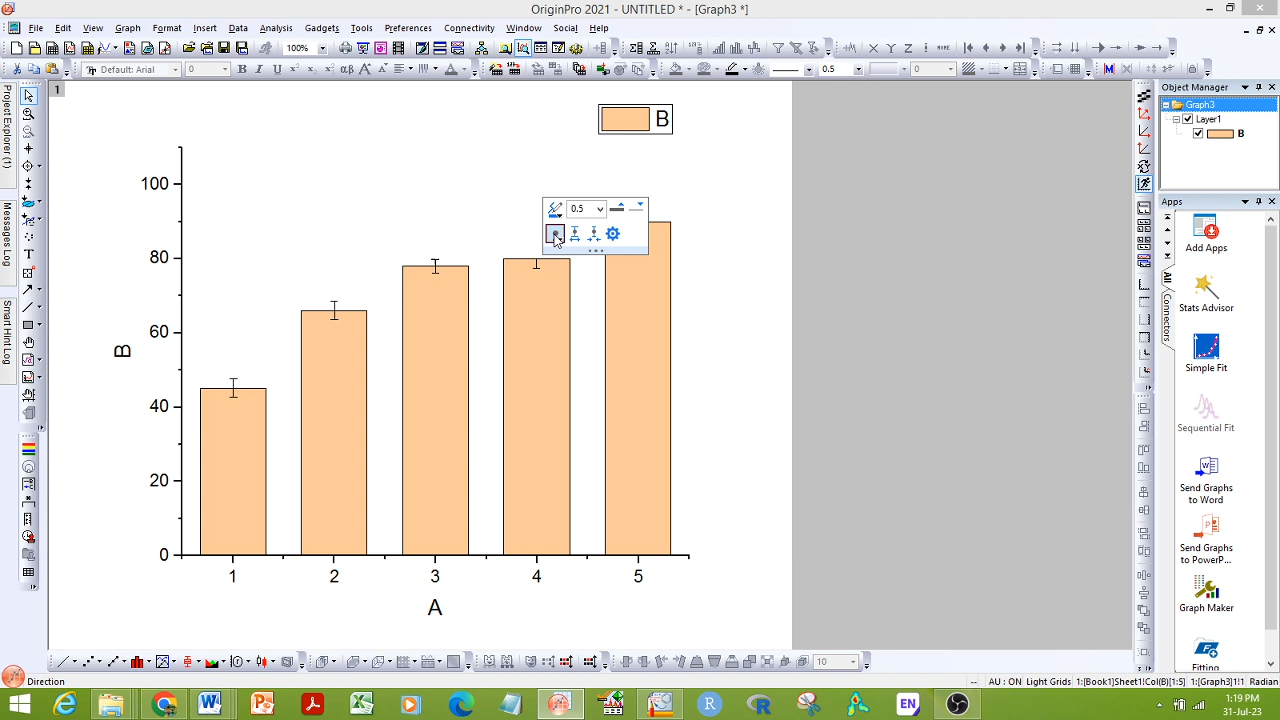 OriginPro 2021 - UNTITLED * - [Graph3 *]
File Edit View Graph Format Insert Data Analysis Gadgets Tools Preferences Connectivity Window Social Help
100%
Default: Arial 0 B I U 0.5 0
Project Explorer (1)
Messages Log
Smart Hint Log
1
B
100
80
60
40
20
0
B
1 2 3 4 5
A
0.5
Object Manager
Graph3
Layer1
B
Apps
All
Connectors
Add Apps
Stats Advisor
Simple Fit
Sequential Fit
Send Graphs
to Word
Send Graphs
to PowerP...
Graph Maker
Fitting
10
Direction
-- AU : ON Light Grids 1:[Book1]Sheet1!Col(B)[1:5] 1:[Graph3]1!1 Radian
EN
1:19 PM
31-Jul-23